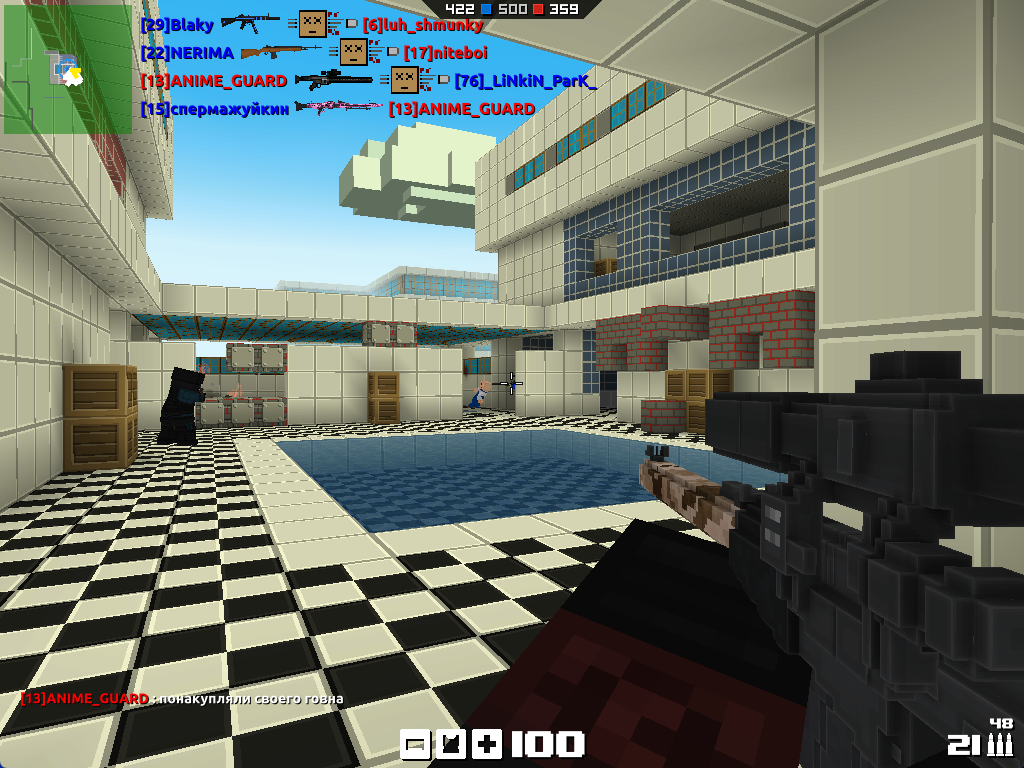 422 500 359
[29]Blaky [6]luh_shmunky
[22]NERIMA [17]niteboi
[13]ANIME_GUARD [76]_LiNkiN_ParK_
[15]спермажуйкин [13]ANIME_GUARD
[13]ANIME_GUARD : понакупляли своего говна
100
48
21